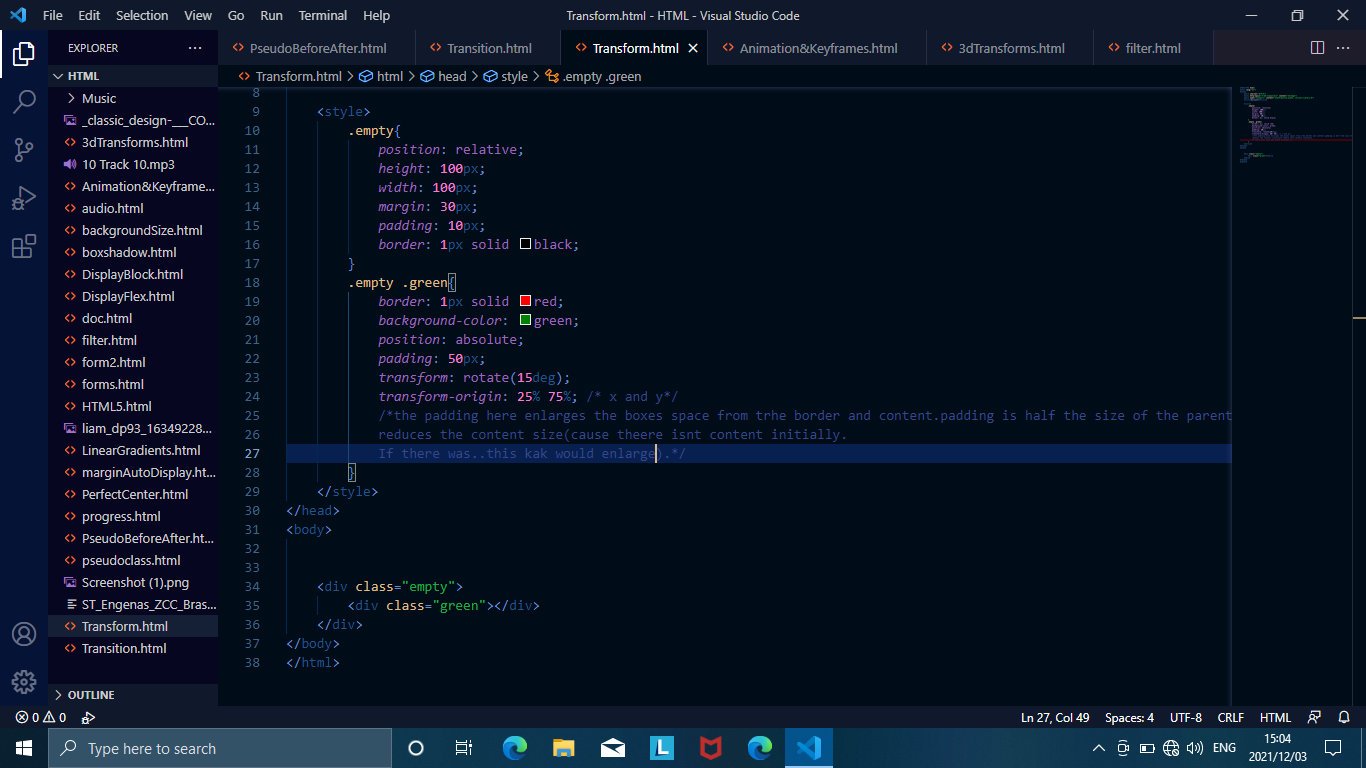 File Edit Selection View Go Run Terminal Help Transform.html - HTML - Visual Studio Code
EXPLORER ···
PseudoBeforeAfter.html Transition.html Transform.html Animation&Keyframes.html 3dTransforms.html filter.html
HTML
Transform.html > html > head > style > .empty .green
Music
_classic_design-___CO...
3dTransforms.html
10 Track 10.mp3
Animation&Keyframe...
audio.html
backgroundSize.html
boxshadow.html
DisplayBlock.html
DisplayFlex.html
doc.html
filter.html
form2.html
forms.html
HTML5.html
liam_dp93_16349228...
LinearGradients.html
marginAutoDisplay.ht...
PerfectCenter.html
progress.html
PseudoBeforeAfter.ht...
pseudoclass.html
Screenshot (1).png
ST_Engenas_ZCC_Bras...
Transform.html
Transition.html
OUTLINE
8
9 <style>
10 .empty{
11 position: relative;
12 height: 100px;
13 width: 100px;
14 margin: 30px;
15 padding: 10px;
16 border: 1px solid black;
17 }
18 .empty .green{
19 border: 1px solid red;
20 background-color: green;
21 position: absolute;
22 padding: 50px;
23 transform: rotate(15deg);
24 transform-origin: 25% 75%; /* x and y*/
25 /*the padding here enlarges the boxes space from trhe border and content.padding is half the size of the parent
26 reduces the content size(cause theere isnt content initially.
27 If there was..this kak would enlarge).*/
28 }
29 </style>
30 </head>
31 <body>
32
33
34 <div class="empty">
35 <div class="green"></div>
36 </div>
37 </body>
38 </html>
0 0 Ln 27, Col 49 Spaces: 4 UTF-8 CRLF HTML
Type here to search L ENG 15:04
2021/12/03